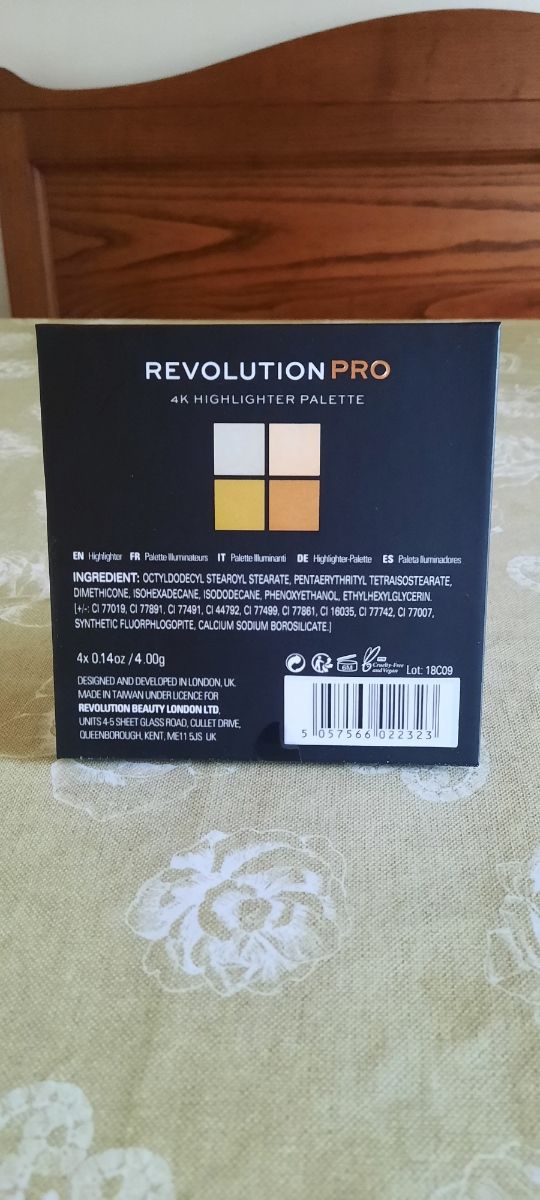 REVOLUTION PRO
4K HIGHLIGHTER PALETTE
EN Highlighter FR Palette Illuminateurs IT Palette Illuminanti DE Highlighter-Palette ES Paleta Iluminadores
INGREDIENT: OCTYLDODECYL STEAROYL STEARATE, PENTAERYTHRITYL TETRAISOSTEARATE,
DIMETHICONE, ISOHEXADECANE, ISODODECANE, PHENOXYETHANOL, ETHYLHEXYLGLYCERIN.
[+/-: CI 77019, CI 77891, CI 77491, CI 44792, CI 77499, CI 77861, CI 16035, CI 77742, CI 77007,
SYNTHETIC FLUORPHLOGOPITE, CALCIUM SODIUM BOROSILICATE.]
4x 0.14oz / 4.00g
DESIGNED AND DEVELOPED IN LONDON, UK.
MADE IN TAIWAN UNDER LICENCE FOR
REVOLUTION BEAUTY LONDON LTD,
UNITS 4-5 SHEET GLASS ROAD, CULLET DRIVE,
QUEENBOROUGH, KENT, ME11 5JS UK
6M
Cruelty-Free
and Vegan
Lot: 18C09
5 057566 022323